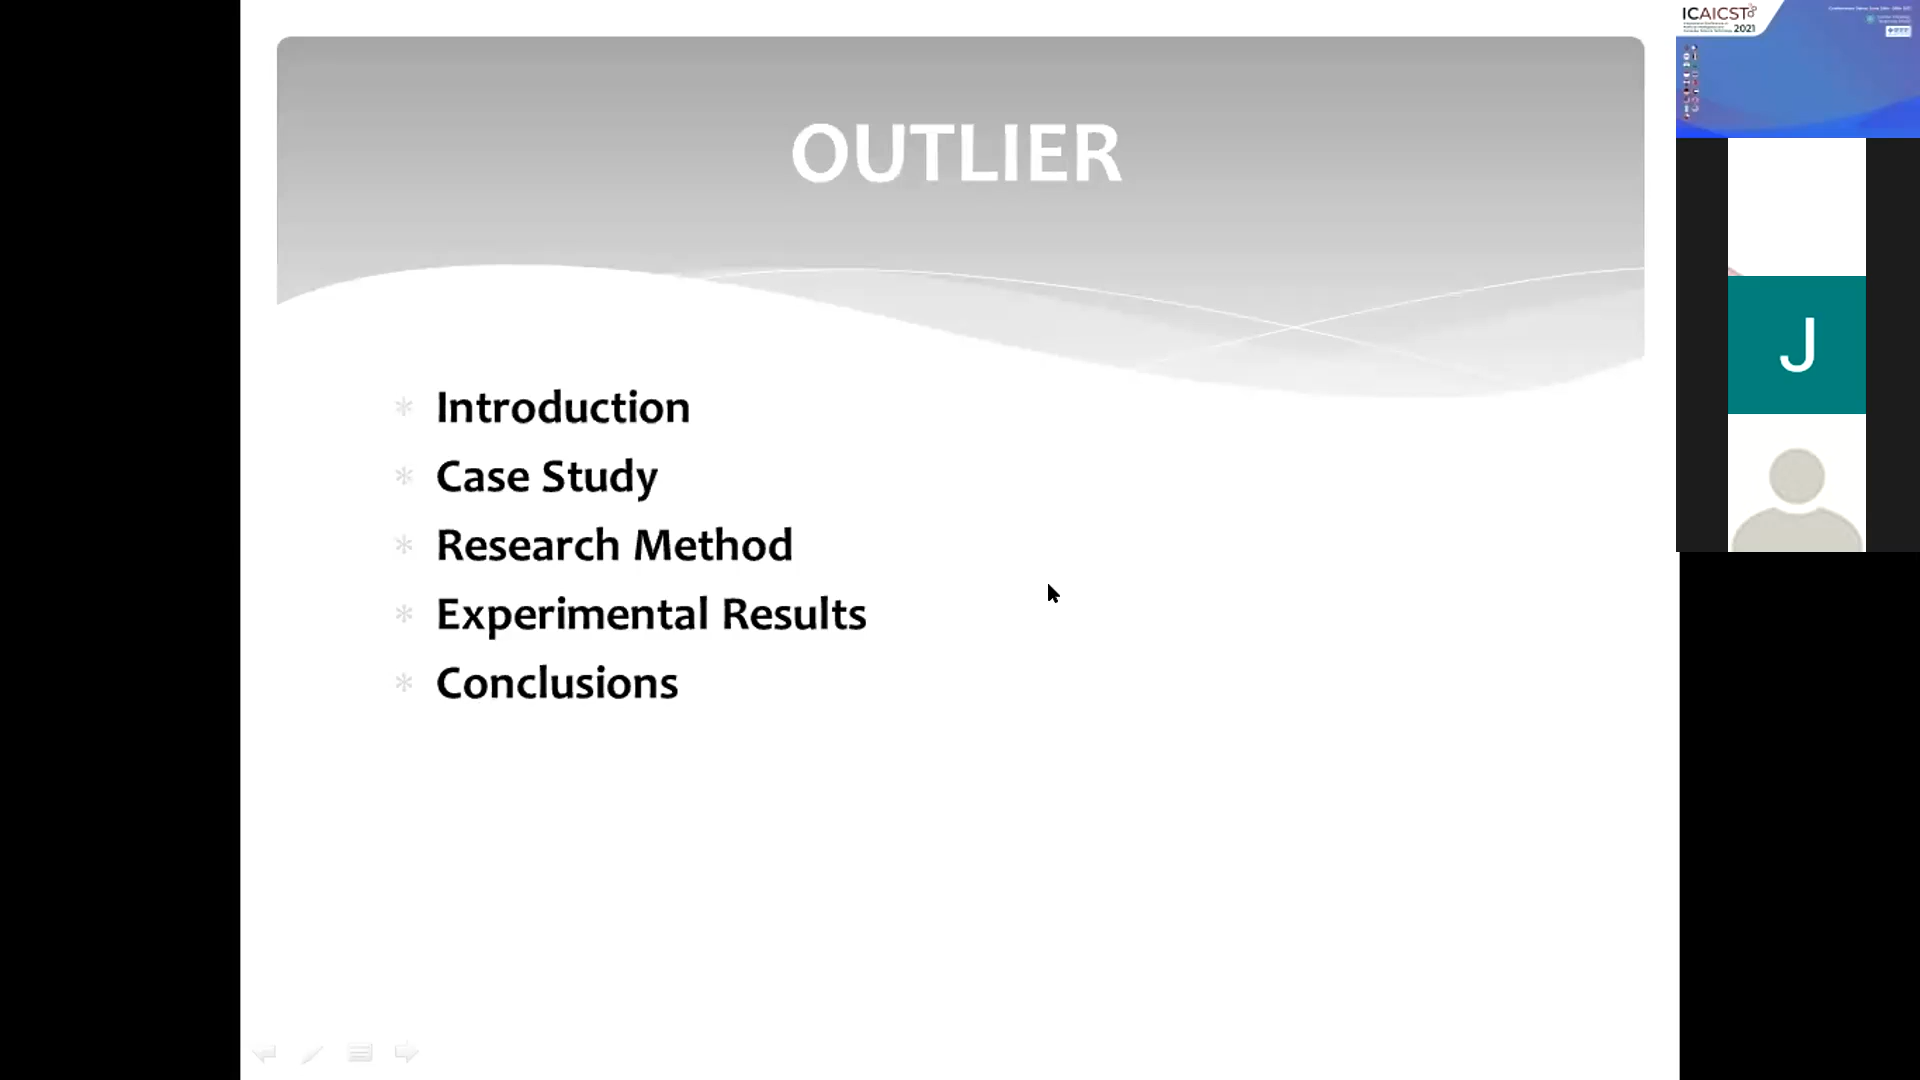 OUTLIER
Introduction
Case Study
Research Method
Experimental Results
Conclusions
ICAICST
2021
J